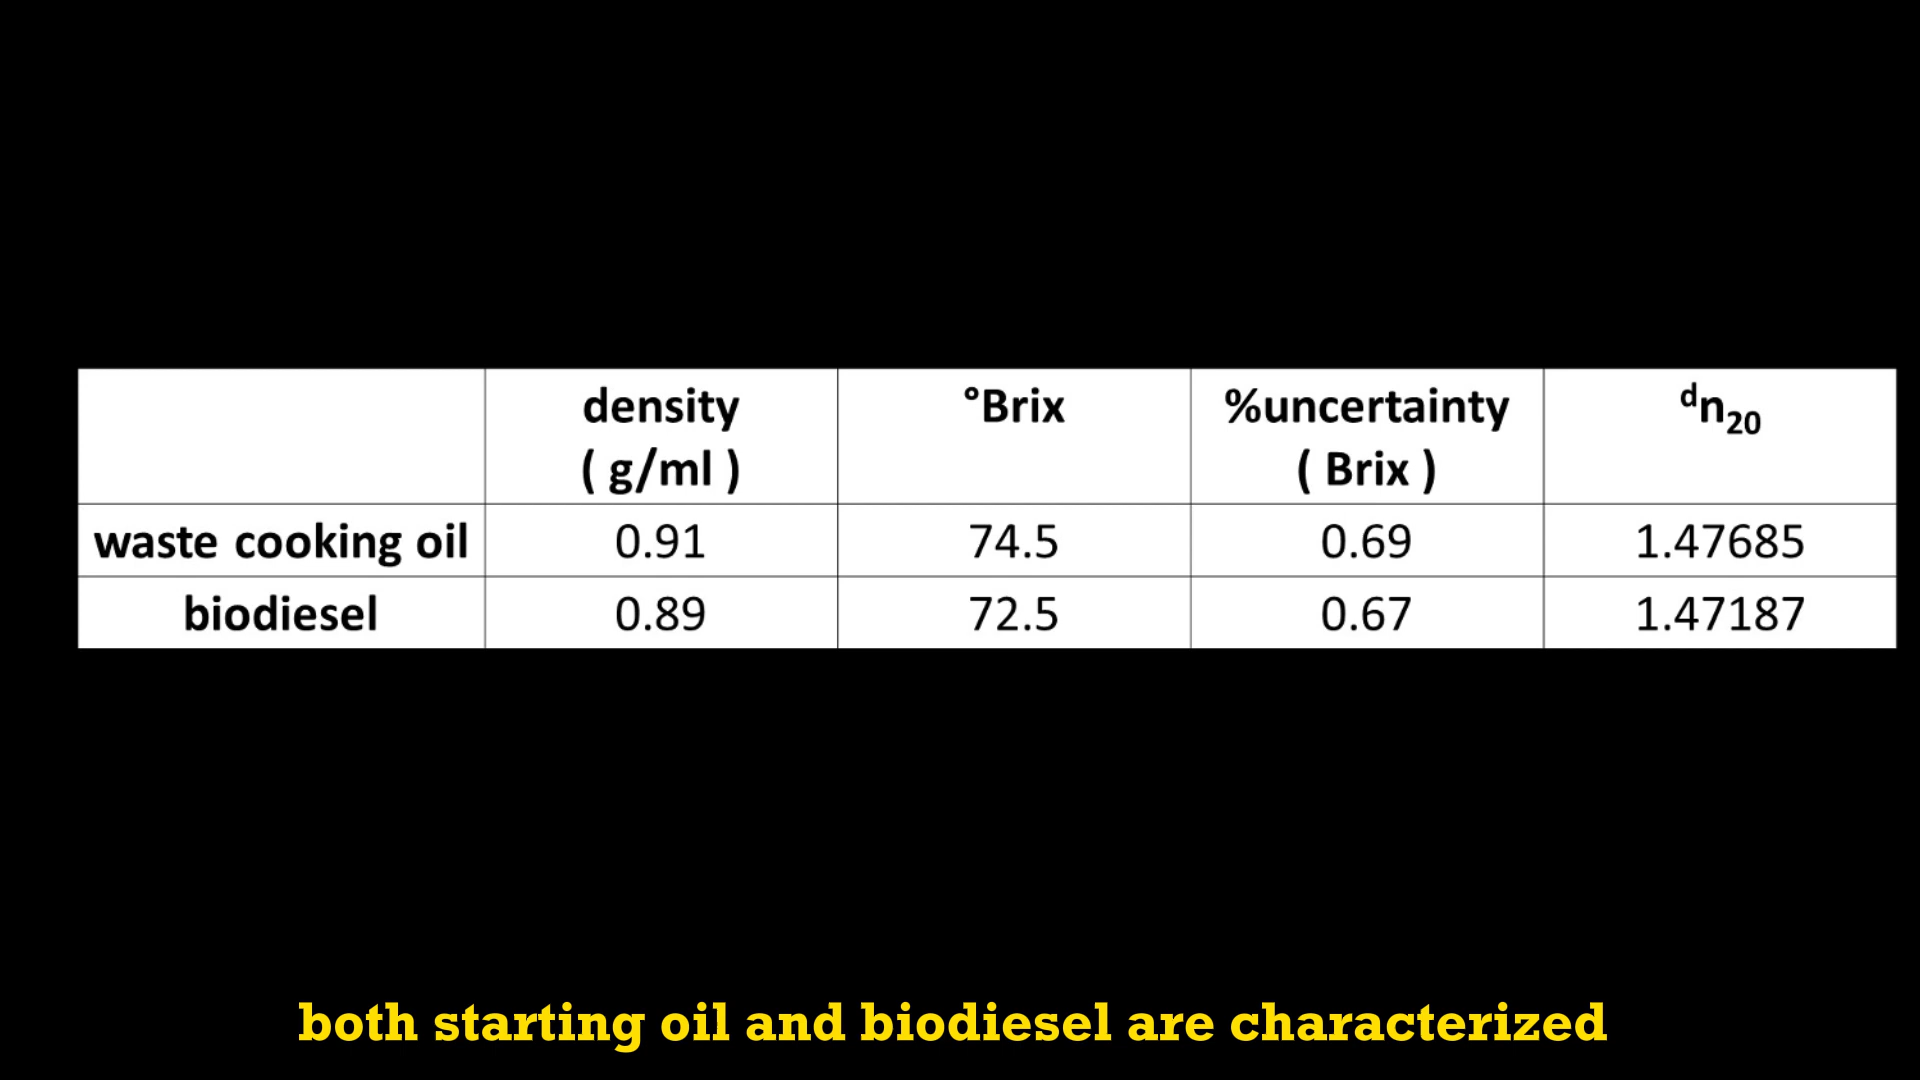 density °Brix %uncertainty ᵈn₂₀
( g/ml ) ( Brix )
waste cooking oil 0.91 74.5 0.69 1.47685
biodiesel 0.89 72.5 0.67 1.47187
both starting oil and biodiesel are characterized